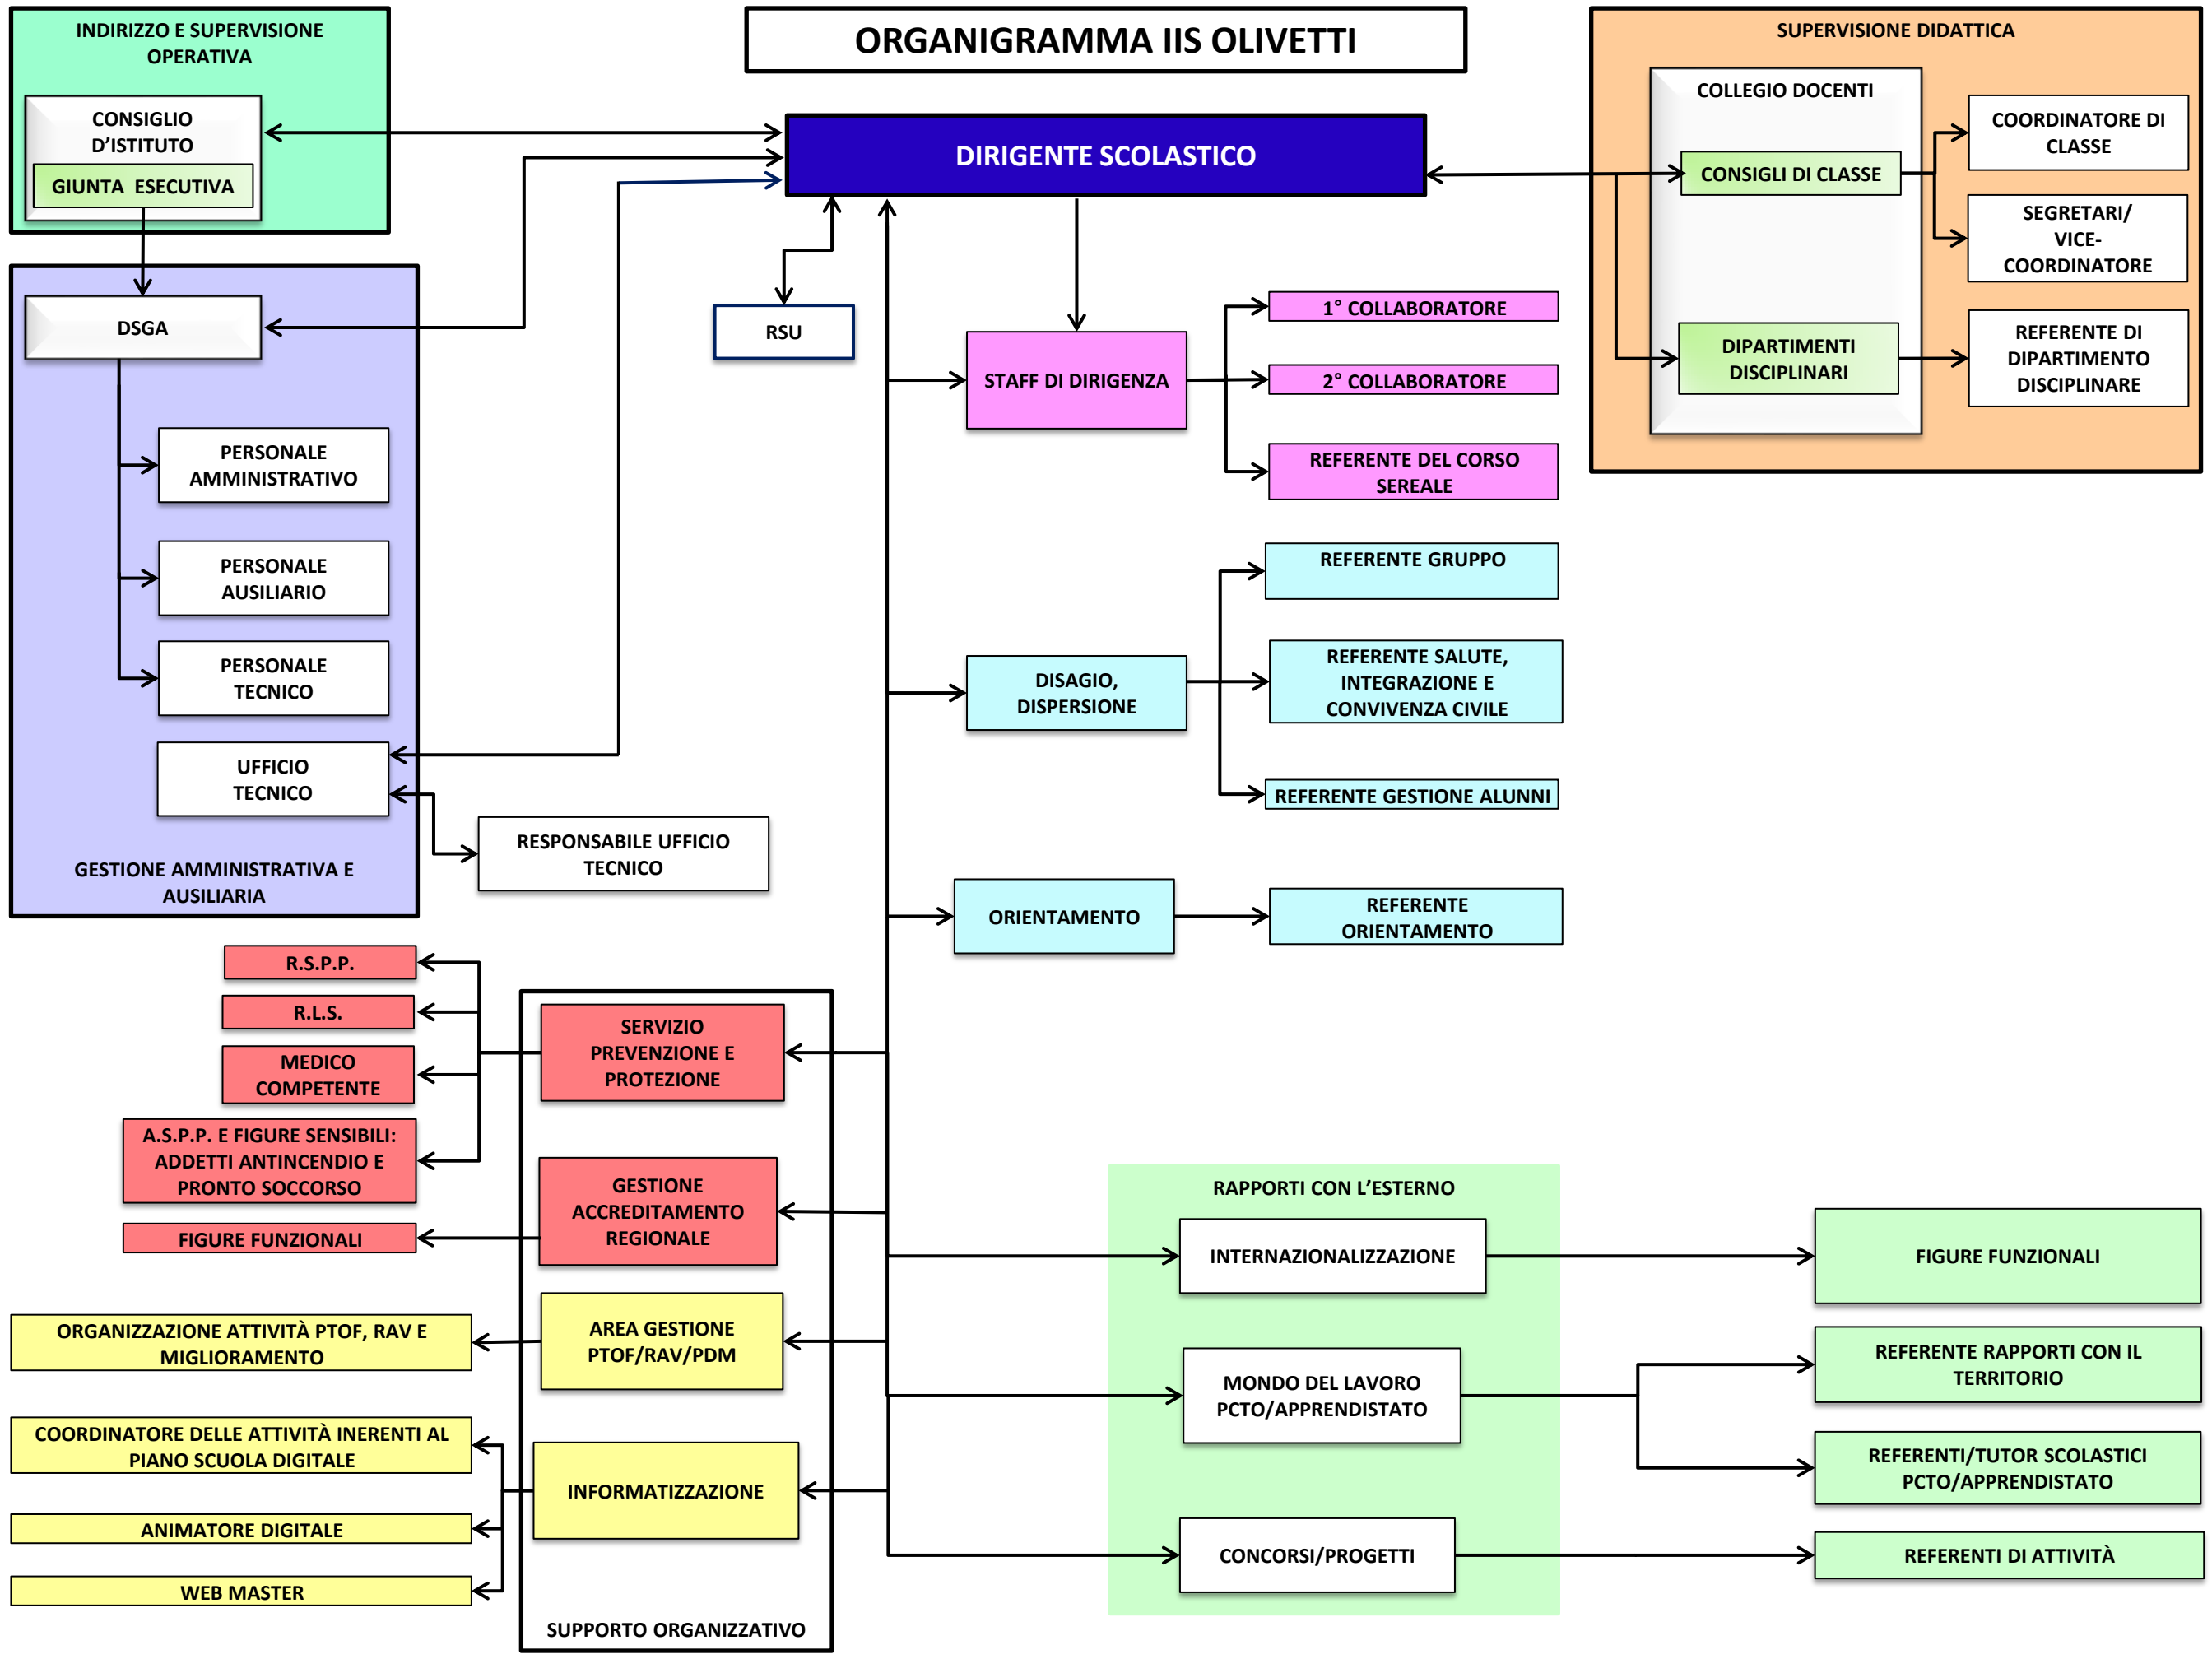 ORGANIGRAMMA IIS OLIVETTI
INDIRIZZO E SUPERVISIONE
OPERATIVA
CONSIGLIO
D’ISTITUTO
GIUNTA ESECUTIVA
DIRIGENTE SCOLASTICO
SUPERVISIONE DIDATTICA
COLLEGIO DOCENTI
CONSIGLI DI CLASSE
COORDINATORE DI
CLASSE
SEGRETARI/
VICE-
COORDINATORE
DIPARTIMENTI
DISCIPLINARI
REFERENTE DI
DIPARTIMENTO
DISCIPLINARE
DSGA
PERSONALE
AMMINISTRATIVO
PERSONALE
AUSILIARIO
PERSONALE
TECNICO
UFFICIO
TECNICO
GESTIONE AMMINISTRATIVA E
AUSILIARIA
RESPONSABILE UFFICIO
TECNICO
RSU
STAFF DI DIRIGENZA
1° COLLABORATORE
2° COLLABORATORE
REFERENTE DEL CORSO
SEREALE
DISAGIO,
DISPERSIONE
REFERENTE GRUPPO
REFERENTE SALUTE,
INTEGRAZIONE E
CONVIVENZA CIVILE
REFERENTE GESTIONE ALUNNI
ORIENTAMENTO
REFERENTE
ORIENTAMENTO
R.S.P.P.
R.L.S.
MEDICO
COMPETENTE
A.S.P.P. E FIGURE SENSIBILI:
ADDETTI ANTINCENDIO E
PRONTO SOCCORSO
FIGURE FUNZIONALI
SERVIZIO
PREVENZIONE E
PROTEZIONE
GESTIONE
ACCREDITAMENTO
REGIONALE
ORGANIZZAZIONE ATTIVITÀ PTOF, RAV E
MIGLIORAMENTO
AREA GESTIONE
PTOF/RAV/PDM
COORDINATORE DELLE ATTIVITÀ INERENTI AL
PIANO SCUOLA DIGITALE
ANIMATORE DIGITALE
WEB MASTER
INFORMATIZZAZIONE
SUPPORTO ORGANIZZATIVO
RAPPORTI CON L’ESTERNO
INTERNAZIONALIZZAZIONE
FIGURE FUNZIONALI
MONDO DEL LAVORO
PCTO/APPRENDISTATO
REFERENTE RAPPORTI CON IL
TERRITORIO
REFERENTI/TUTOR SCOLASTICI
PCTO/APPRENDISTATO
CONCORSI/PROGETTI
REFERENTI DI ATTIVITÀ